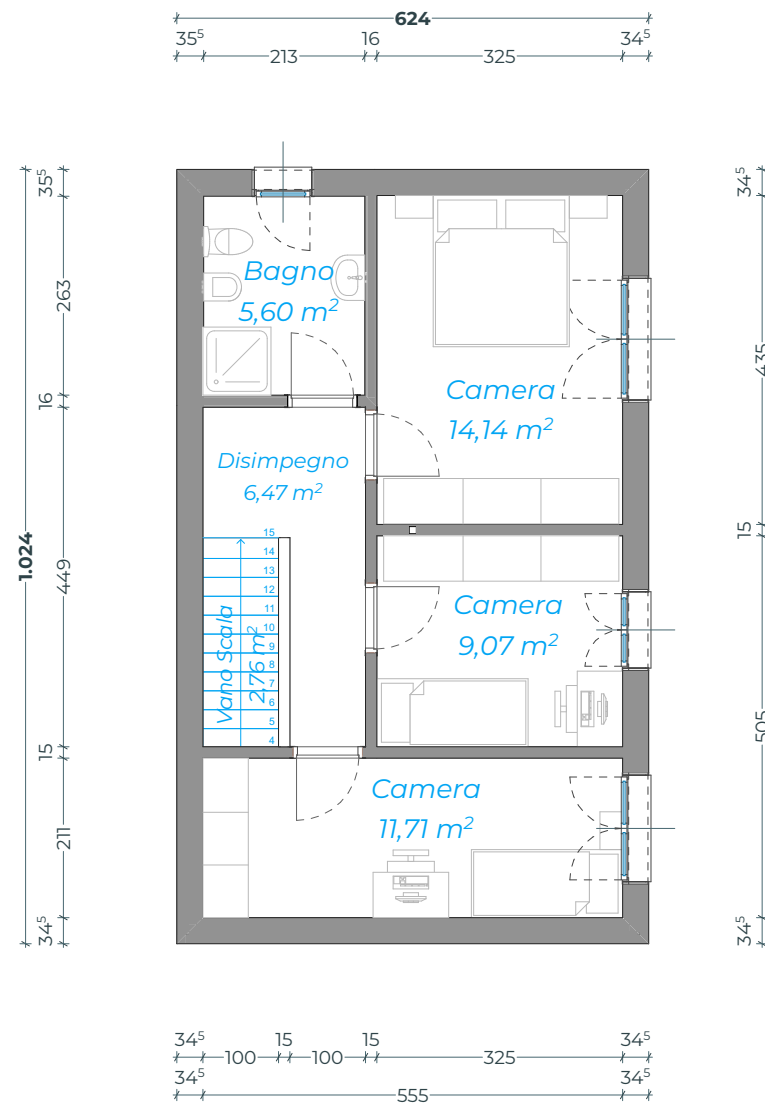 624
35⁵ 16 34⁵
213 325
35⁵ 34⁵
Bagno
5,60 m²
263
435
Camera
14,14 m²
16
Disimpegno
6,47 m²
15
1.024
449
15
14
13
12
11
10
9
8
7
6
5
4
Vano Scala
2,76 m²
Camera
9,07 m²
505
15
Camera
11,71 m²
211
34⁵ 34⁵
34⁵ 15 15 34⁵
100 100 325
34⁵ 34⁵
555